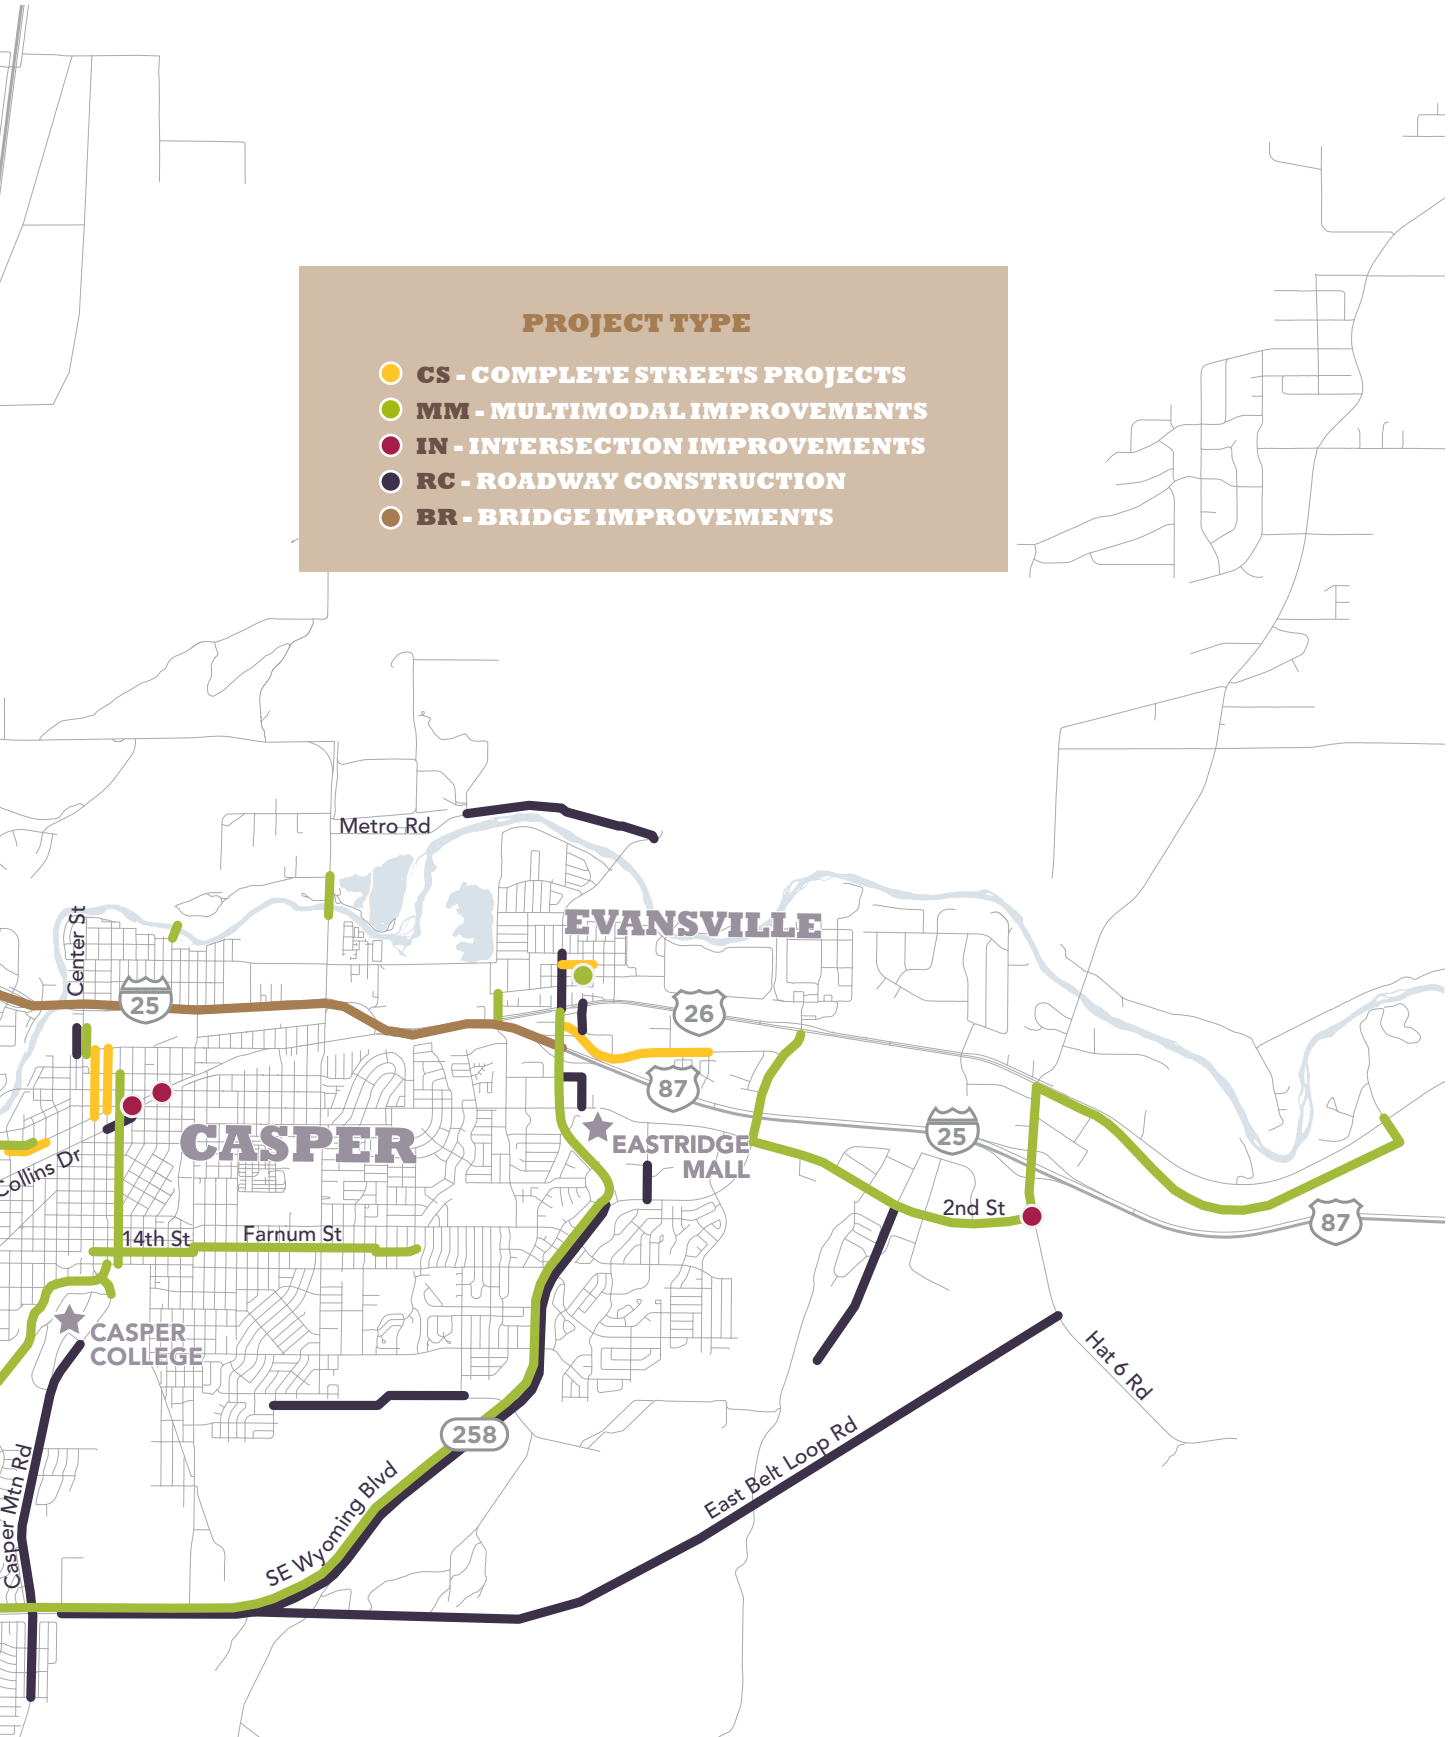 PROJECT TYPE
CS - COMPLETE STREETS PROJECTS
MM - MULTIMODAL IMPROVEMENTS
IN - INTERSECTION IMPROVEMENTS
RC - ROADWAY CONSTRUCTION
BR - BRIDGE IMPROVEMENTS
Metro Rd
Center St
EVANSVILLE
25
26
87
CASPER
EASTRIDGE
MALL
25
Collins Dr
2nd St
87
14th St
Farnum St
CASPER
COLLEGE
Hat 6 Rd
258
East Belt Loop Rd
SE Wyoming Blvd
Casper Mtn Rd